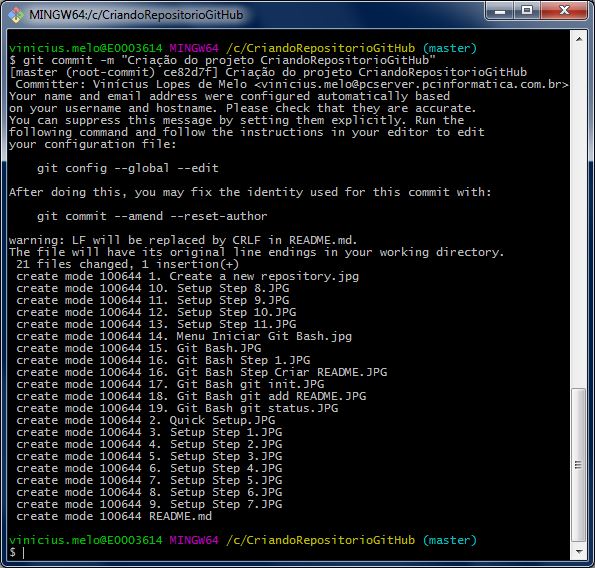 MINGW64:/c/CriandoRepositorioGitHub
vinicius.melo@E0003614 MINGW64 /c/CriandoRepositorioGitHub (master)
$ git commit -m "Criação do projeto CriandoRepositorioGitHub"
[master (root-commit) ce82d7f] Criação do projeto CriandoRepositorioGitHub
 Committer: Vinícius Lopes de Melo <vinicius.melo@pcserver.pcinformatica.com.br>
Your name and email address were configured automatically based
on your username and hostname. Please check that they are accurate.
You can suppress this message by setting them explicitly. Run the
following command and follow the instructions in your editor to edit
your configuration file:
    git config --global --edit
After doing this, you may fix the identity used for this commit with:
    git commit --amend --reset-author
warning: LF will be replaced by CRLF in README.md.
The file will have its original line endings in your working directory.
 21 files changed, 1 insertion(+)
 create mode 100644 1. Create a new repository.jpg
 create mode 100644 10. Setup Step 8.JPG
 create mode 100644 11. Setup Step 9.JPG
 create mode 100644 12. Setup Step 10.JPG
 create mode 100644 13. Setup Step 11.JPG
 create mode 100644 14. Menu Iniciar Git Bash.jpg
 create mode 100644 15. Git Bash.JPG
 create mode 100644 16. Git Bash Step 1.JPG
 create mode 100644 16. Git Bash Step Criar README.JPG
 create mode 100644 17. Git Bash git init.JPG
 create mode 100644 18. Git Bash git add README.JPG
 create mode 100644 19. Git Bash git status.JPG
 create mode 100644 2. Quick Setup.JPG
 create mode 100644 3. Setup Step 1.JPG
 create mode 100644 4. Setup Step 2.JPG
 create mode 100644 5. Setup Step 3.JPG
 create mode 100644 6. Setup Step 4.JPG
 create mode 100644 7. Setup Step 5.JPG
 create mode 100644 8. Setup Step 6.JPG
 create mode 100644 9. Setup Step 7.JPG
 create mode 100644 README.md
vinicius.melo@E0003614 MINGW64 /c/CriandoRepositorioGitHub (master)
$